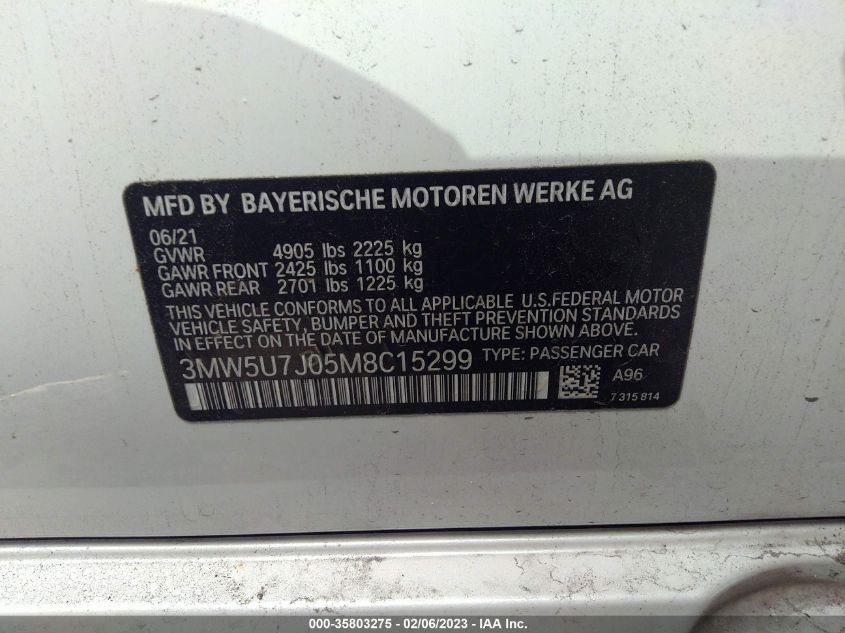 MFD BY BAYERISCHE MOTOREN WERKE AG
06/21
GVWR 4905 lbs 2225 kg
GAWR FRONT 2425 lbs 1100 kg
GAWR REAR 2701 lbs 1225 kg
THIS VEHICLE CONFORMS TO ALL APPLICABLE U.S.FEDERAL MOTOR
VEHICLE SAFETY, BUMPER AND THEFT PREVENTION STANDARDS
IN EFFECT ON THE DATE OF MANUFACTURE SHOWN ABOVE.
3MW5U7J05M8C15299 TYPE: PASSENGER CAR
A96
7 315 814
000-35803275 - 02/06/2023 - IAA Inc.